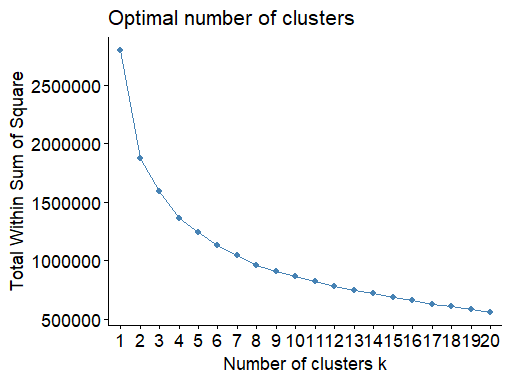 Optimal number of clusters
Total Within Sum of Square
2500000
2000000
1500000
1000000
500000
1 2 3 4 5 6 7 8 9 10 11 12 13 14 15 16 17 18 19 20
Number of clusters k